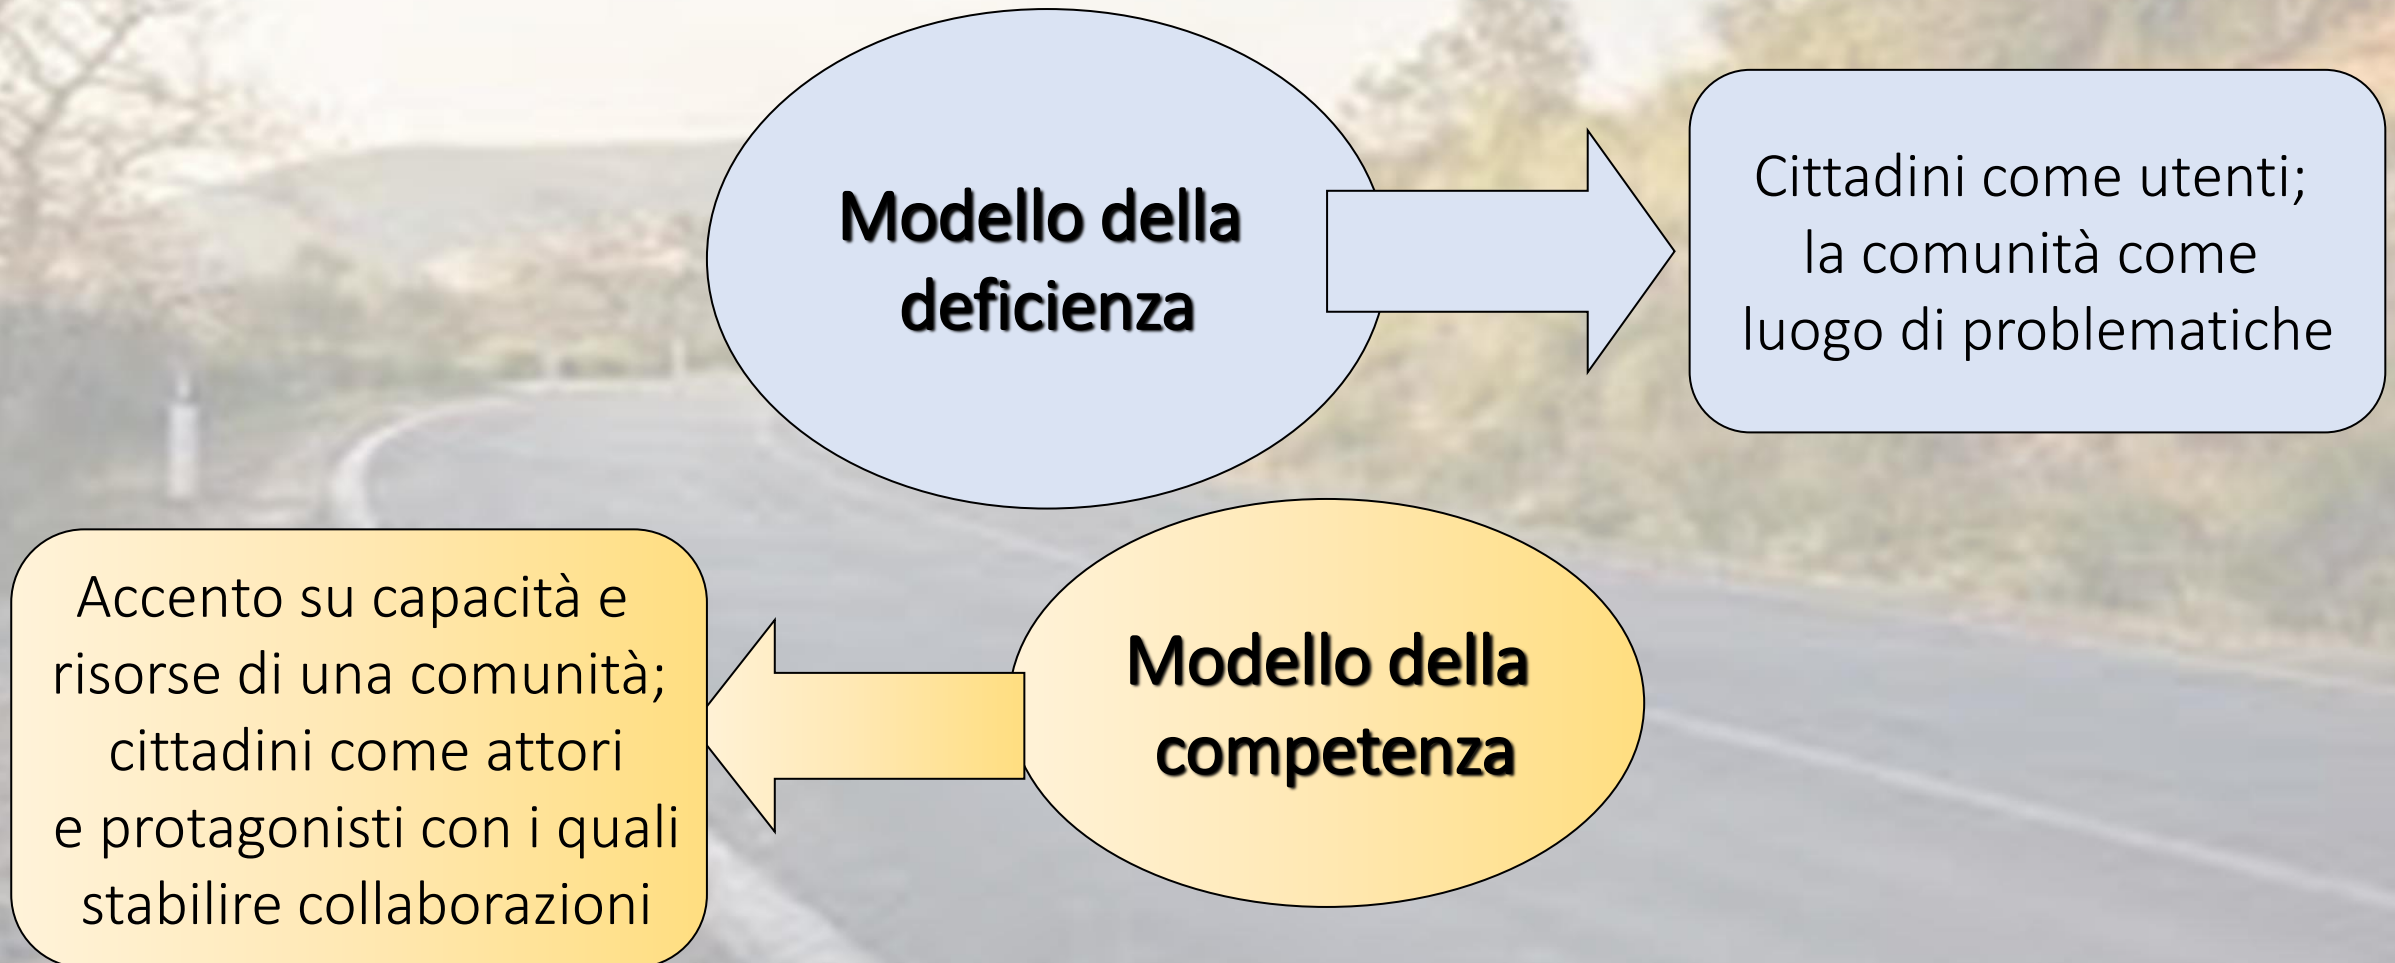 Modello della
deficienza
Cittadini come utenti;
la comunità come
luogo di problematiche
Accento su capacità e
risorse di una comunità;
cittadini come attori
e protagonisti con i quali
stabilire collaborazioni
Modello della
competenza